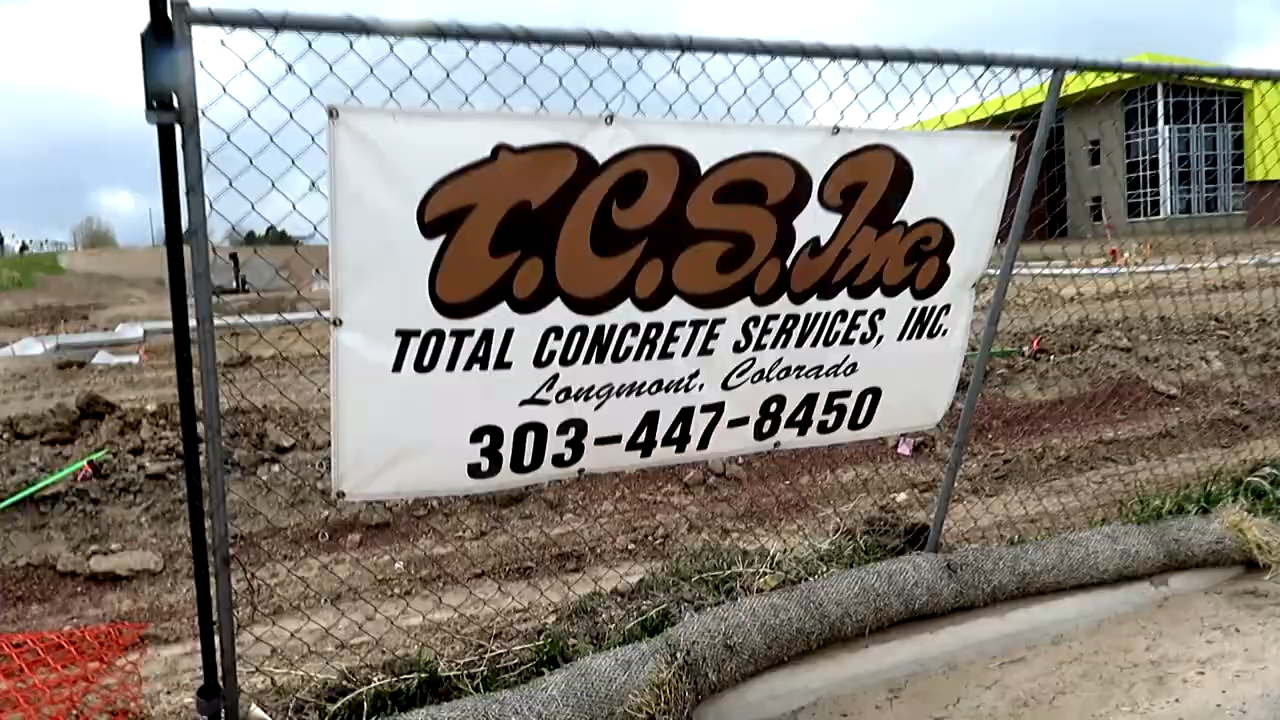 T.C.S. Inc.
TOTAL CONCRETE SERVICES, INC.
Longmont, Colorado
303-447-8450